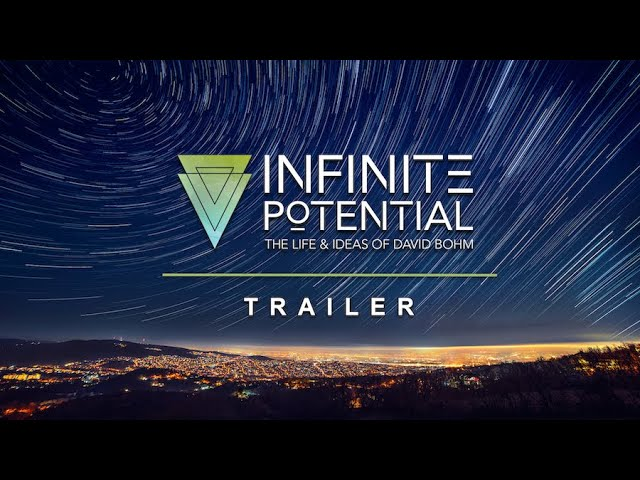 INFINITE
POTENTIAL
THE LIFE & IDEAS OF DAVID BOHM
TRAILER